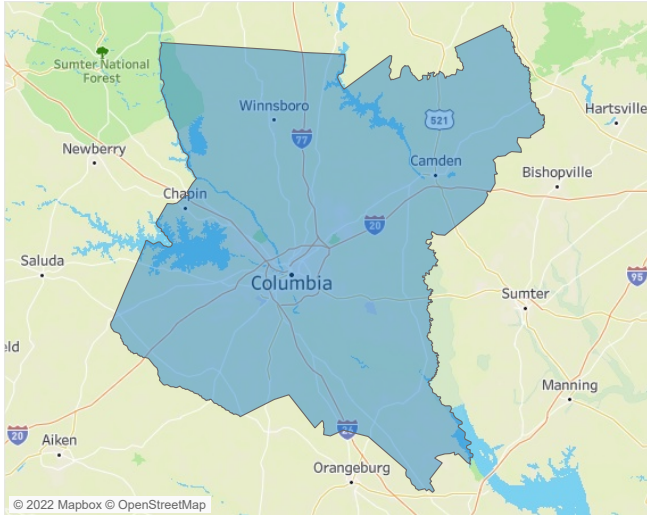 Sumter National
Forest
Winnsboro
77
521
Hartsville
Newberry
Camden
Bishopville
Chapin
20
Saluda
Columbia
95
Sumter
eld
Manning
20
Aiken
26
Orangeburg
© 2022 Mapbox © OpenStreetMap